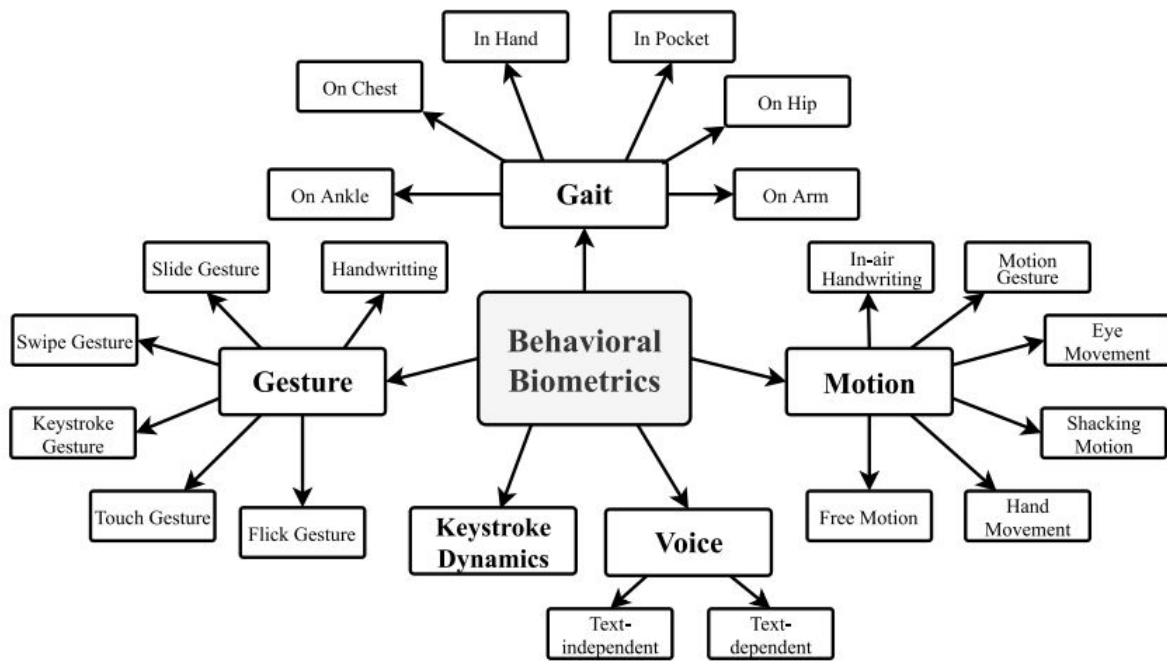 In Hand
In Pocket
On Chest
On Hip
On Ankle
Gait
On Arm
Slide Gesture
Handwritting
In-air
Handwriting
Motion
Gesture
Swipe Gesture
Behavioral
Biometrics
Eye
Movement
Gesture
Motion
Keystroke
Gesture
Shacking
Motion
Touch Gesture
Flick Gesture
Keystroke
Dynamics
Voice
Free Motion
Hand
Movement
Text-
independent
Text-
dependent